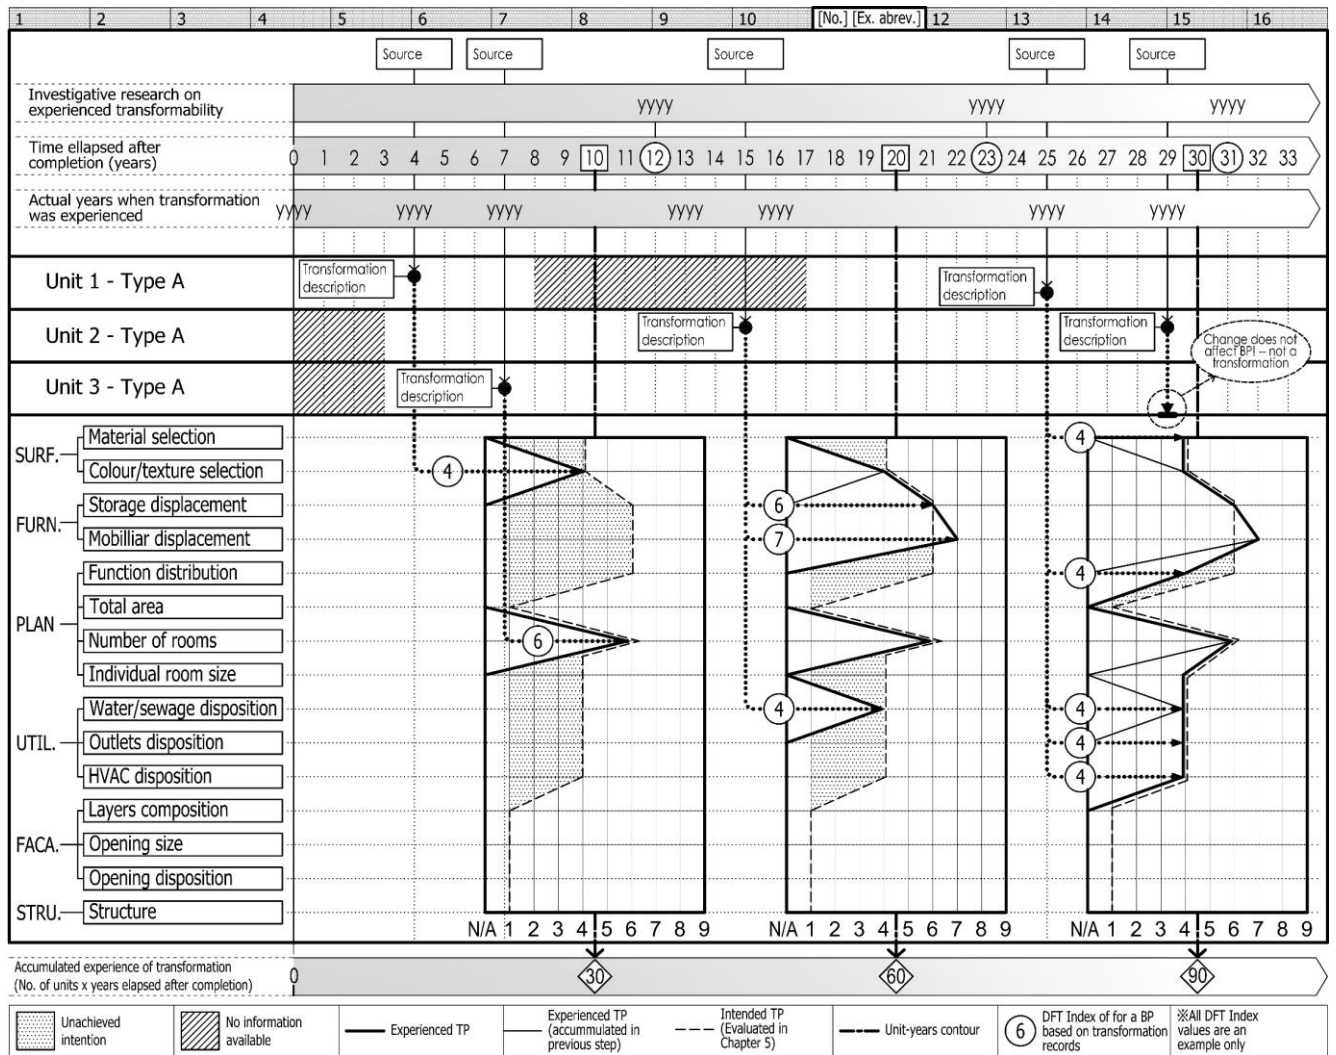 1 2 3 4 5 6 7 8 9 10 [No.] [Ex. abrev.] 12 13 14 15 16
Source Source Source Source Source
Investigative research on
experienced transformability
yyyy yyyy yyyy
Time ellapsed after
completion (years)
0 1 2 3 4 5 6 7 8 9 10 11 12 13 14 15 16 17 18 19 20 21 22 23 24 25 26 27 28 29 30 31 32 33
Actual years when transformation
was experienced
yyyy yyyy yyyy yyyy yyyy yyyy yyyy
Unit 1 - Type A
Transformation
description
Transformation
description
Unit 2 - Type A
Transformation
description
Transformation
description
Change does not
affect BP! – not a
transformation
Unit 3 - Type A
Transformation
description
SURF.
Material selection
4
Colour/texture selection
4
FURN.
Storage displacement
6
Mobilliar displacement
7
PLAN
Function distribution
4
Total area
Number of rooms
6
Individual room size
UTIL.
Water/sewage disposition
4 4
Outlets disposition
4
HVAC disposition
4
FACA.
Layers composition
Opening size
Opening disposition
STRU.
Structure
N/A 1 2 3 4 5 6 7 8 9 N/A 1 2 3 4 5 6 7 8 9 N/A 1 2 3 4 5 6 7 8 9
Accumulated experience of transformation
(No. of units x years elapsed after completion)
0 30 60 90
Unachieved
intention
No information
available
Experienced TP
Experienced TP
(accummulated in
previous step)
Intended TP
(Evaluated in
Chapter 5)
Unit-years contour
6
DFT Index of for a BP
based on transformation
records
※All DFT Index
values are an
example only